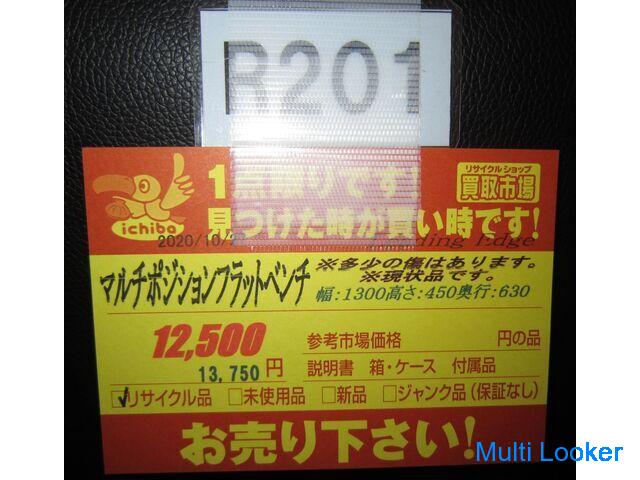 R201
1点限りです!
リサイクルショップ
買取市場
ichiba
見つけた時が買い時です!
2020/10/
ding Edge
マルチポジションフラットベンチ
※多少の傷はあります。
※現状品です。
幅:1300高さ:450奥行:630
12,500
参考市場価格 円の品
13,750円
説明書 箱・ケース 付属品
☑リサイクル品 □未使用品 □新品 □ジャンク品(保証なし)
お売り下さい!
Multi Looker